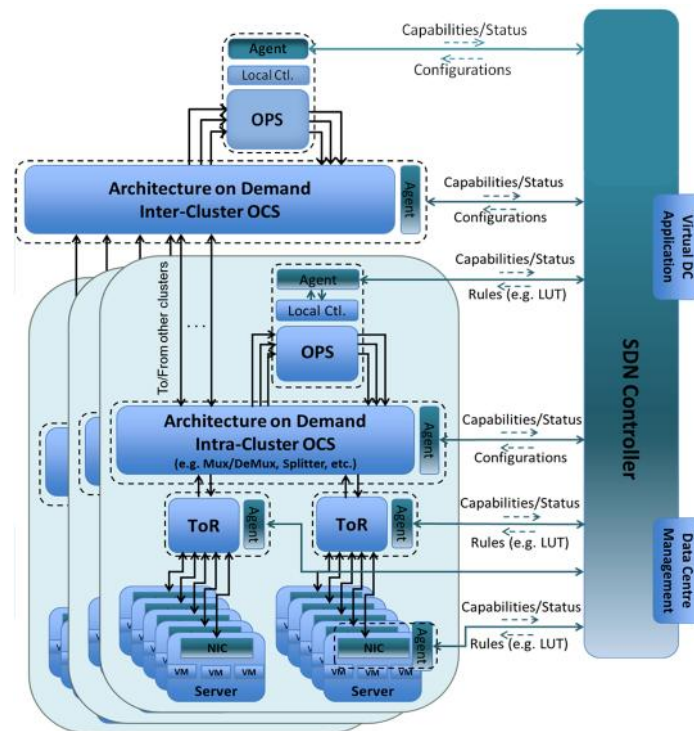 Agent
Local Ctl.
OPS
Capabilities/Status
Configurations
Architecture on Demand
Inter-Cluster OCS
Agent
Capabilities/Status
Configurations
Virtual DC
Application
To/From other clusters
...
Agent
Local Ctl.
OPS
Capabilities/Status
Rules (e.g. LUT)
SDN Controller
Architecture on Demand
Intra-Cluster OCS
(e.g. Mux/DeMux, Splitter, etc.)
Agent
Capabilities/Status
Configurations
ToR
Agent
ToR
Agent
Capabilities/Status
Rules (e.g. LUT)
Data Centre
Management
NIC
VM VM VM
Server
NIC
VM VM VM
Server
Agent
Capabilities/Status
Rules (e.g. LUT)